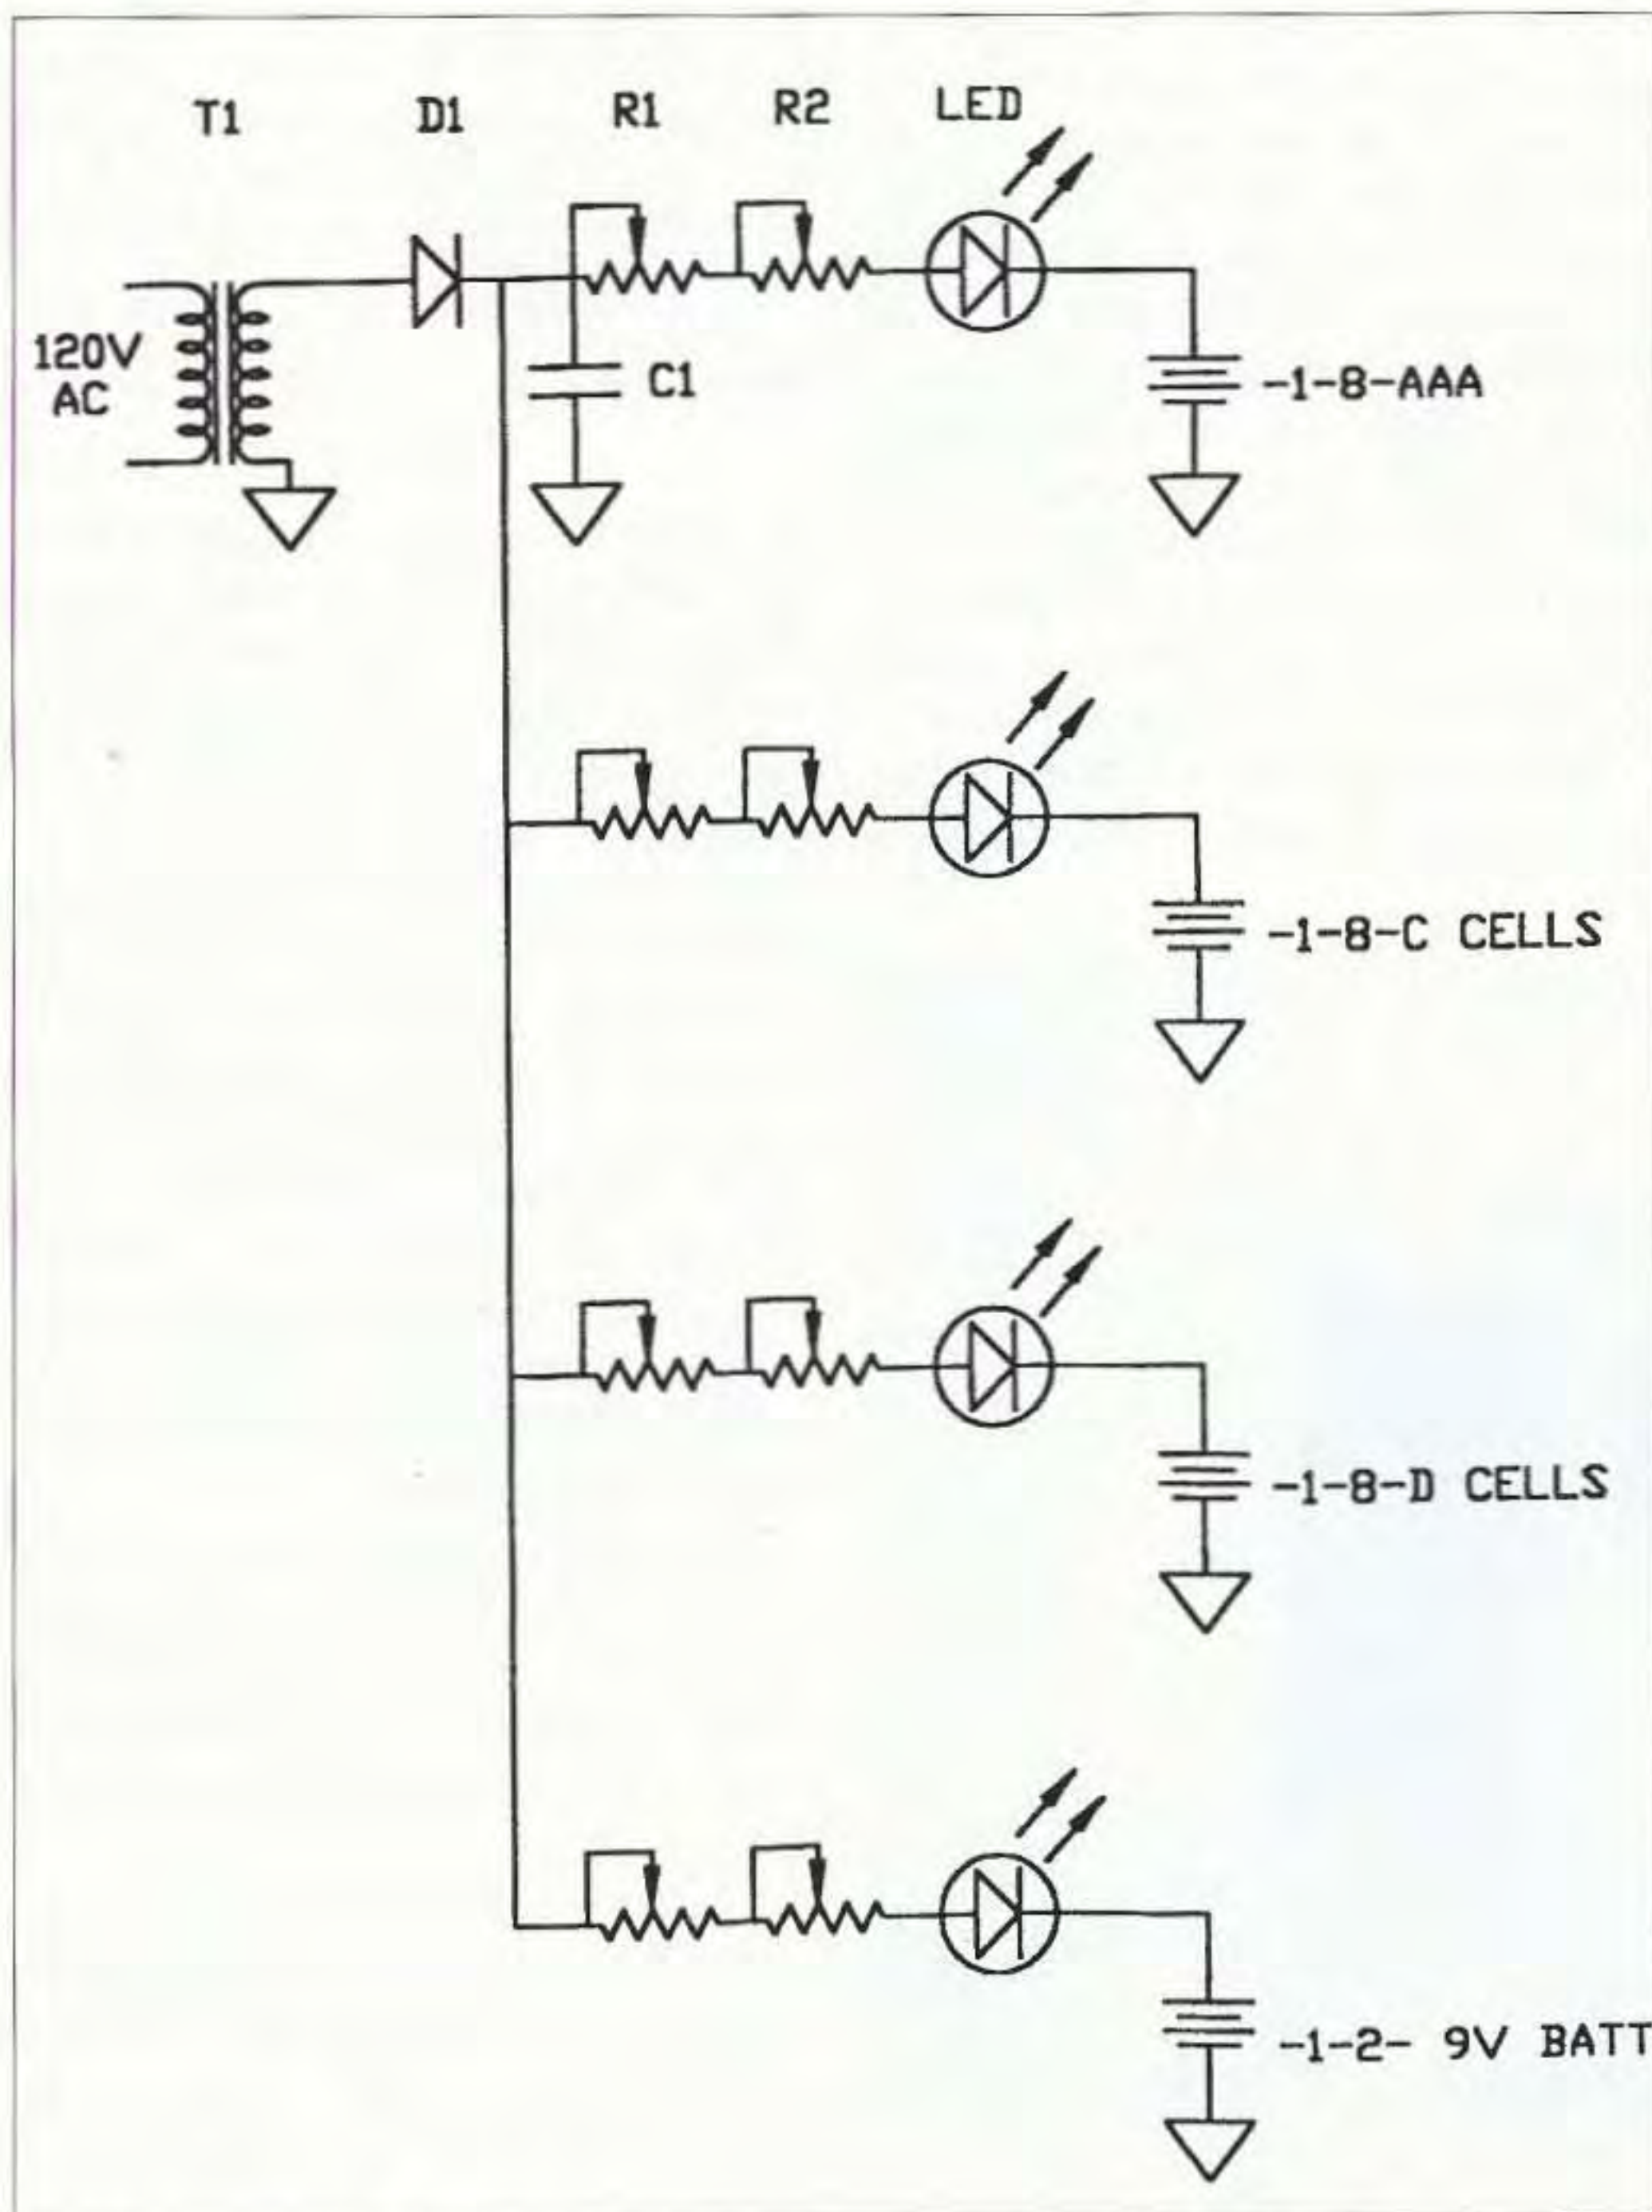 T1 D1 R1 R2 LED
120V
AC
C1
-1-8-AAA
-1-8-C CELLS
-1-8-D CELLS
-1-2- 9V BATT